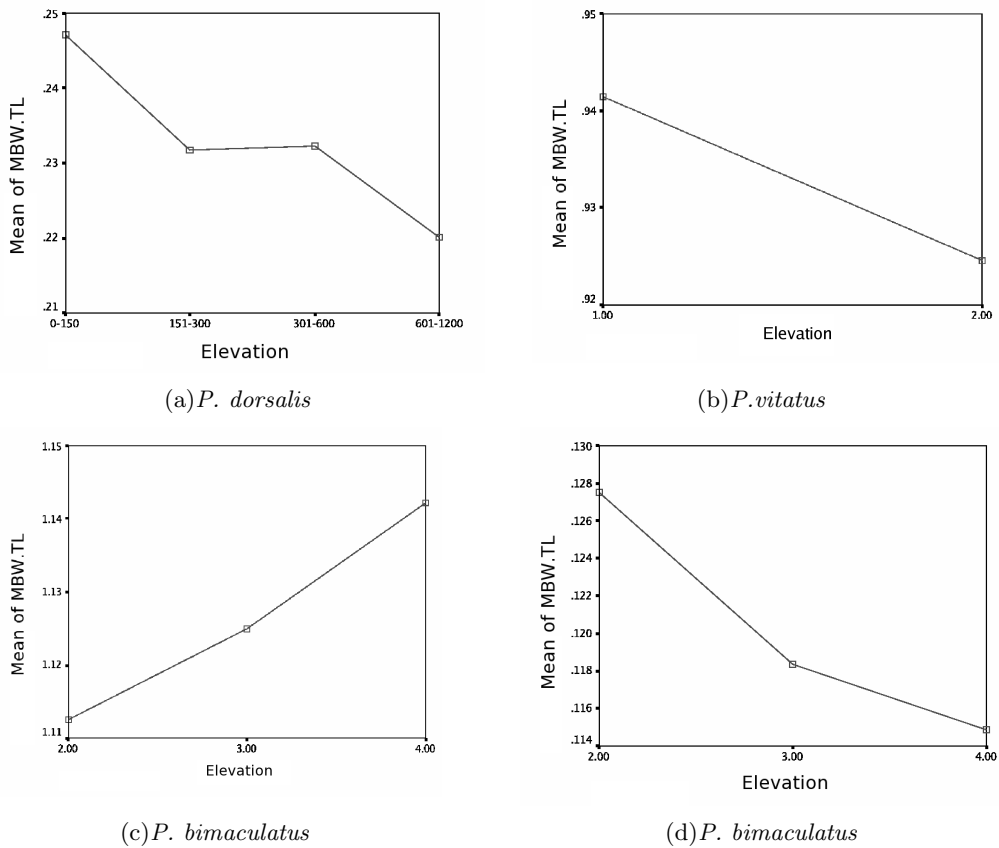 .25
.24
.23
.22
.21
Mean of MBW.TL
0-150 151-300 301-600 601-1200
Elevation
(a)P. dorsalis
.95
.94
.93
.92
Mean of MBW.TL
1.00 2.00
Elevation
(b)P.vitatus
1.15
1.14
1.13
1.12
1.11
Mean of MBW.TL
2.00 3.00 4.00
Elevation
(c)P. bimaculatus
.130
.128
.126
.124
.122
.120
.118
.116
.114
Mean of MBW.TL
2.00 3.00 4.00
Elevation
(d)P. bimaculatus